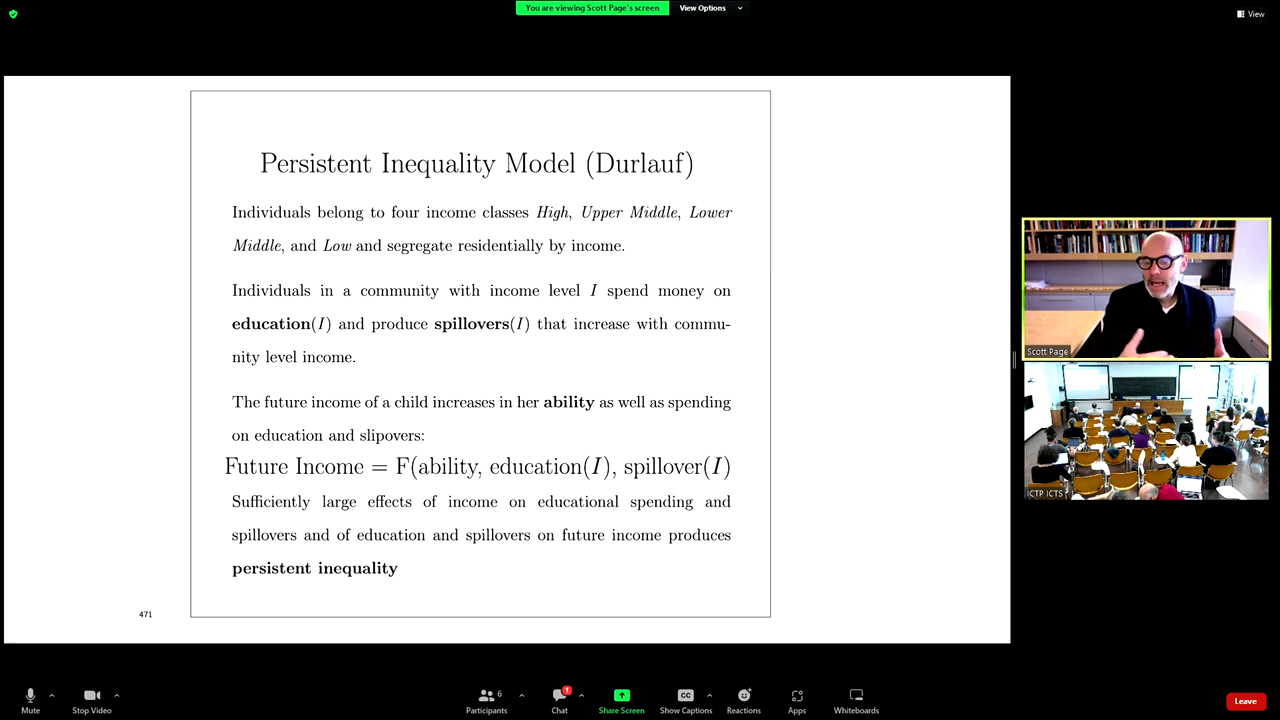 You are viewing Scott Page's screen
View Options
View
Persistent Inequality Model (Durlauf)
Individuals belong to four income classes High, Upper Middle, Lower
Middle, and Low and segregate residentially by income.
Individuals in a community with income level I spend money on
education(I) and produce spillovers(I) that increase with commu-
nity level income.
The future income of a child increases in her ability as well as spending
on education and slipovers:
Future Income = F(ability, education(I), spillover(I)
Sufficiently large effects of income on educational spending and
spillovers and of education and spillovers on future income produces
persistent inequality
471
Scott Page
ICTP ICTS
Mute
Stop Video
Participants
6
Chat
1
Share Screen
CC
Show Captions
Reactions
Apps
Whiteboards
Leave